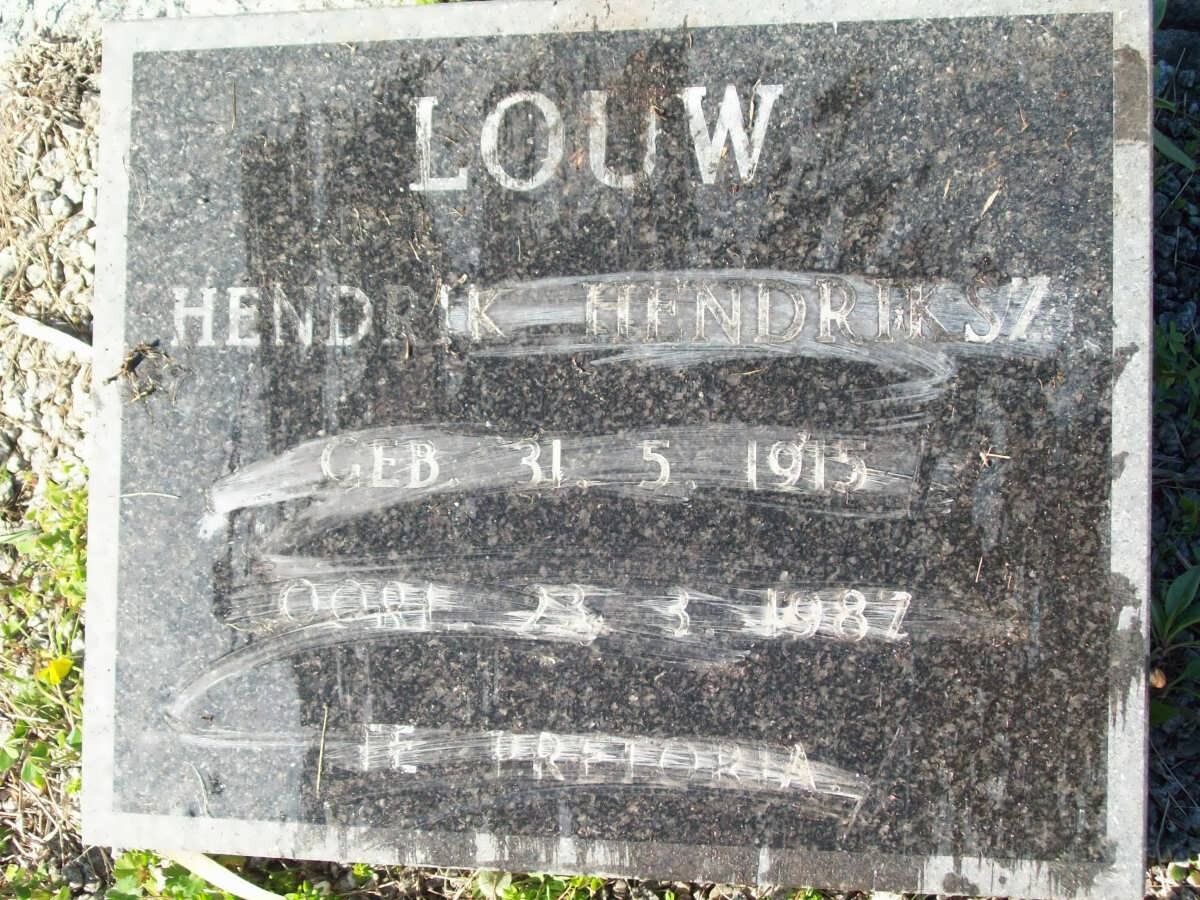 LOUW
HENDRIK HENDRIKSZ
GEB. 31. 5. 1915
OORL 23 3 1987
TE PRETORIA.